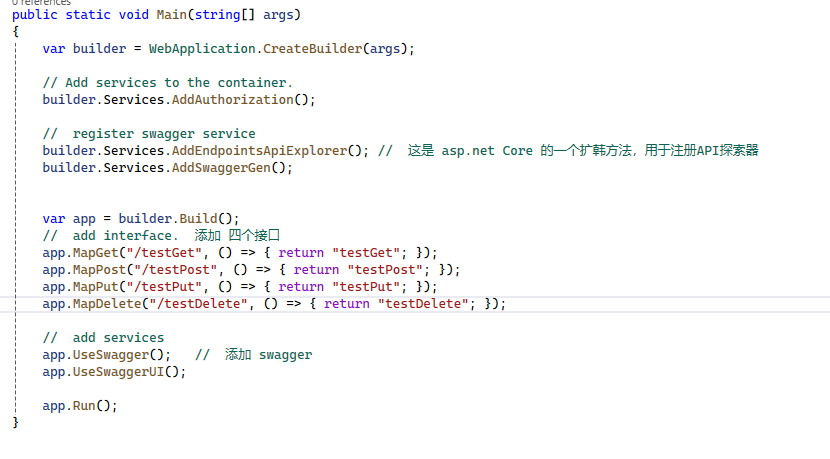 0 references
public static void Main(string[] args)
{
var builder = WebApplication.CreateBuilder(args);
// Add services to the container.
builder.Services.AddAuthorization();
//  register swagger service
builder.Services.AddEndpointsApiExplorer(); //  这是 asp.net Core 的一个扩韩方法，用于注册API探索器
builder.Services.AddSwaggerGen();
var app = builder.Build();
//  add interface.  添加 四个接口
app.MapGet("/testGet", () => { return "testGet"; });
app.MapPost("/testPost", () => { return "testPost"; });
app.MapPut("/testPut", () => { return "testPut"; });
app.MapDelete("/testDelete", () => { return "testDelete"; });
//  add services
app.UseSwagger();   //  添加 swagger
app.UseSwaggerUI();
app.Run();
}